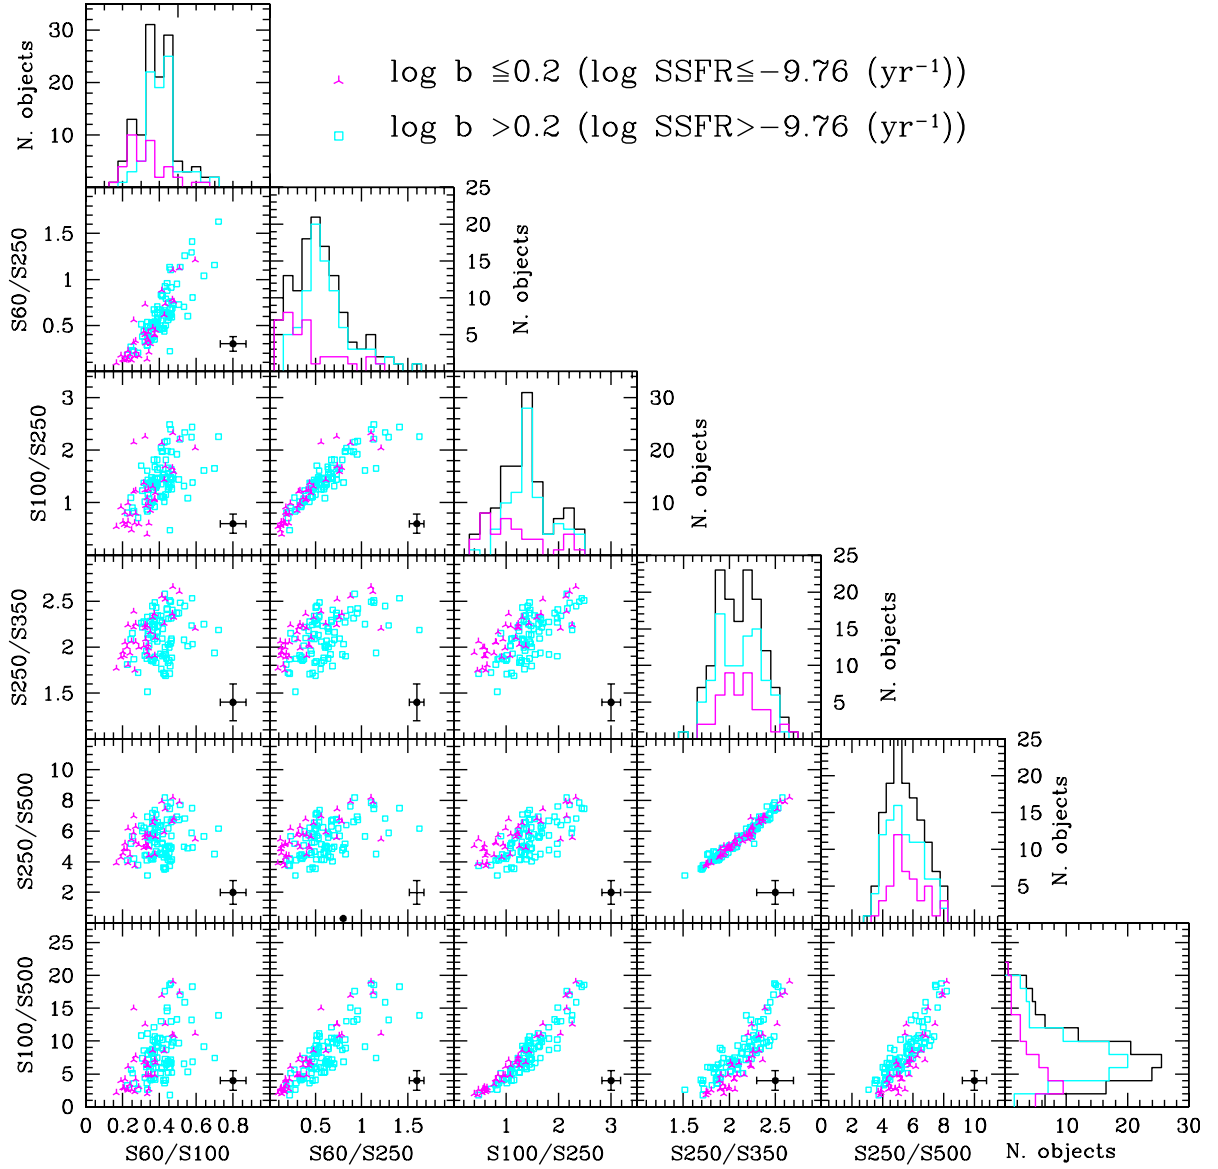 30
20
10
N. objects
log b ≦0.2 (log SSFR≦−9.76 (yr⁻¹))
log b >0.2 (log SSFR>−9.76 (yr⁻¹))
1.5
1
0.5
S60/S250
25
20
15
10
5
N. objects
3
2
1
S100/S250
30
20
10
N. objects
2.5
2
1.5
S250/S350
25
20
15
10
5
N. objects
10
8
6
4
2
S250/S500
25
20
15
10
5
N. objects
25
20
15
10
5
0
S100/S500
0 0.2 0.4 0.6 0.8
0 0.5 1 1.5
0 1 2 3
1.5 2 2.5
0 2 4 6 8 10
0 10 20 30
S60/S100
S60/S250
S100/S250
S250/S350
S250/S500
N. objects